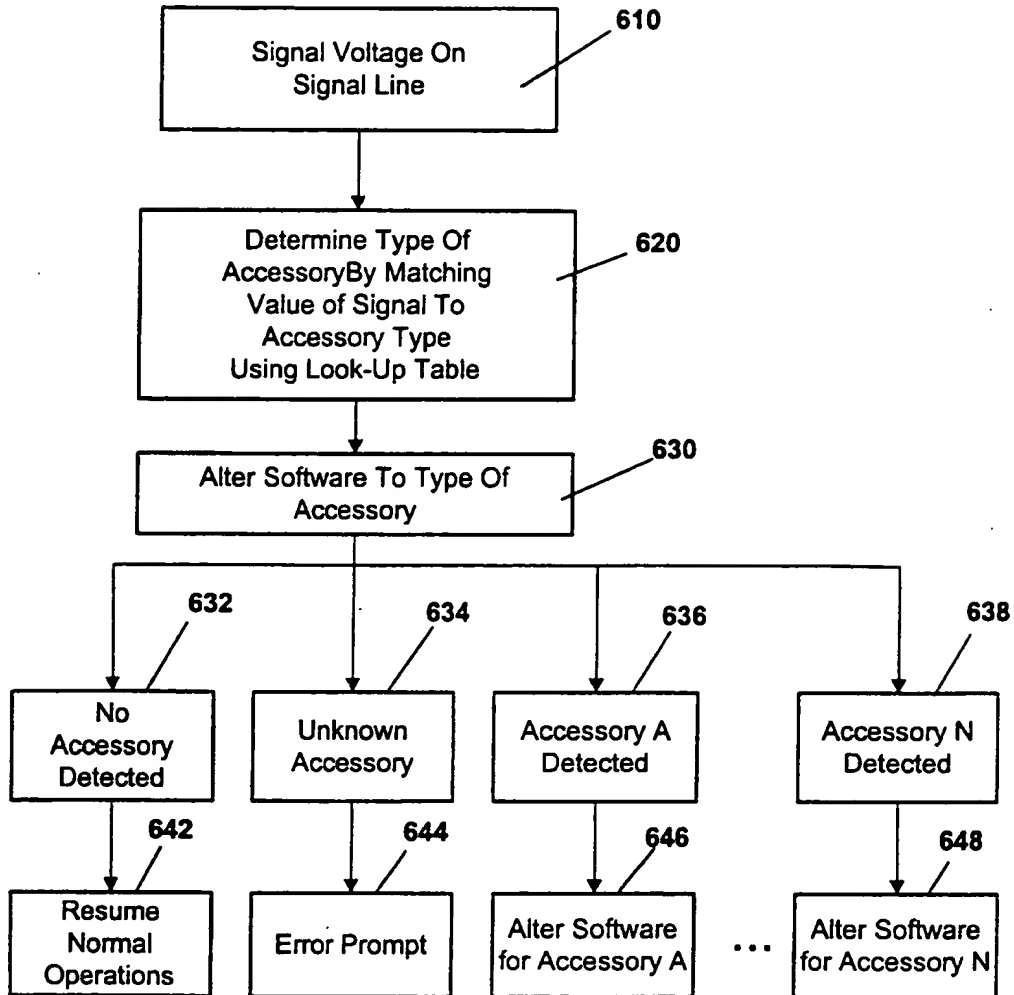 610
Signal Voltage On
Signal Line
620
Determine Type Of
AccessoryBy Matching
Value of Signal To
Accessory Type
Using Look-Up Table
630
Alter Software To Type Of
Accessory
632
634
636
638
No
Accessory
Detected
Unknown
Accessory
Accessory A
Detected
Accessory N
Detected
642
644
646
648
Resume
Normal
Operations
Error Prompt
Alter Software
for Accessory A
...
Alter Software
for Accessory N